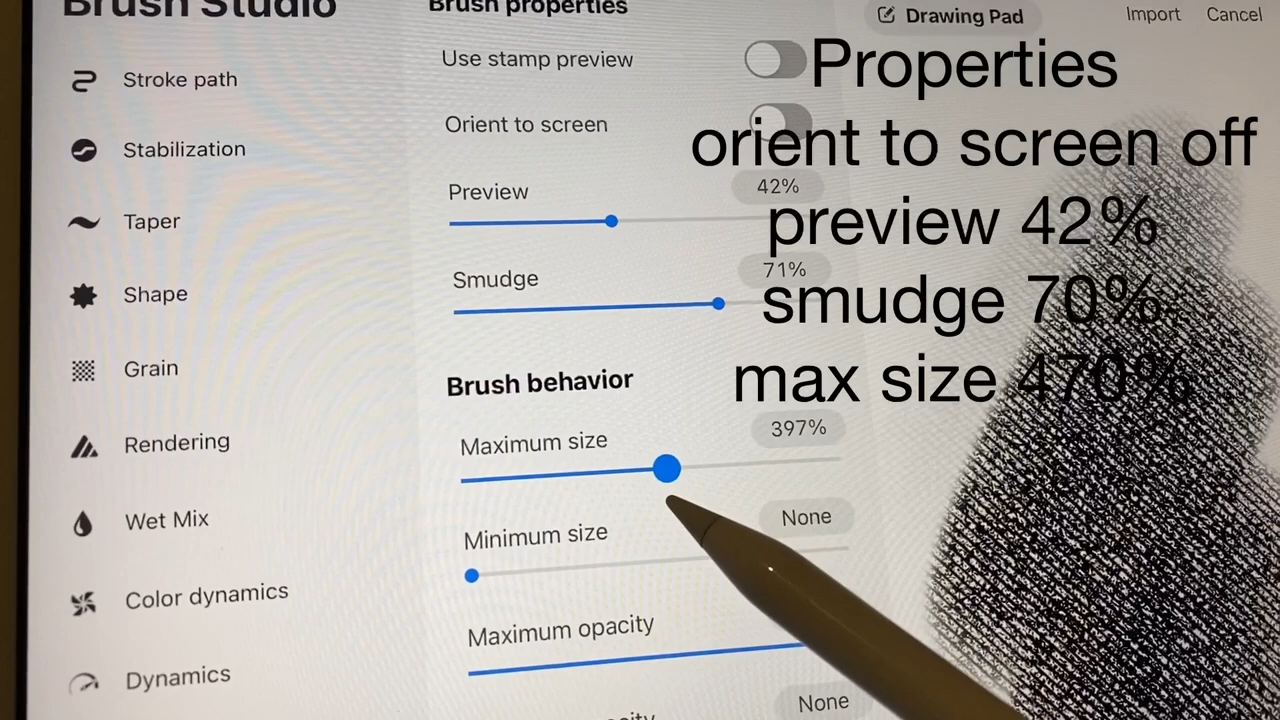 Brush Studio
Stroke path
Stabilization
Taper
Shape
Grain
Rendering
Wet Mix
Color dynamics
Dynamics
Brush properties
Use stamp preview
Orient to screen
Preview
42%
Smudge
71%
Brush behavior
Maximum size
397%
Minimum size
None
Maximum opacity
None
Drawing Pad
Import
Cancel
Properties
orient to screen off
preview 42%
smudge 70%
max size 470%